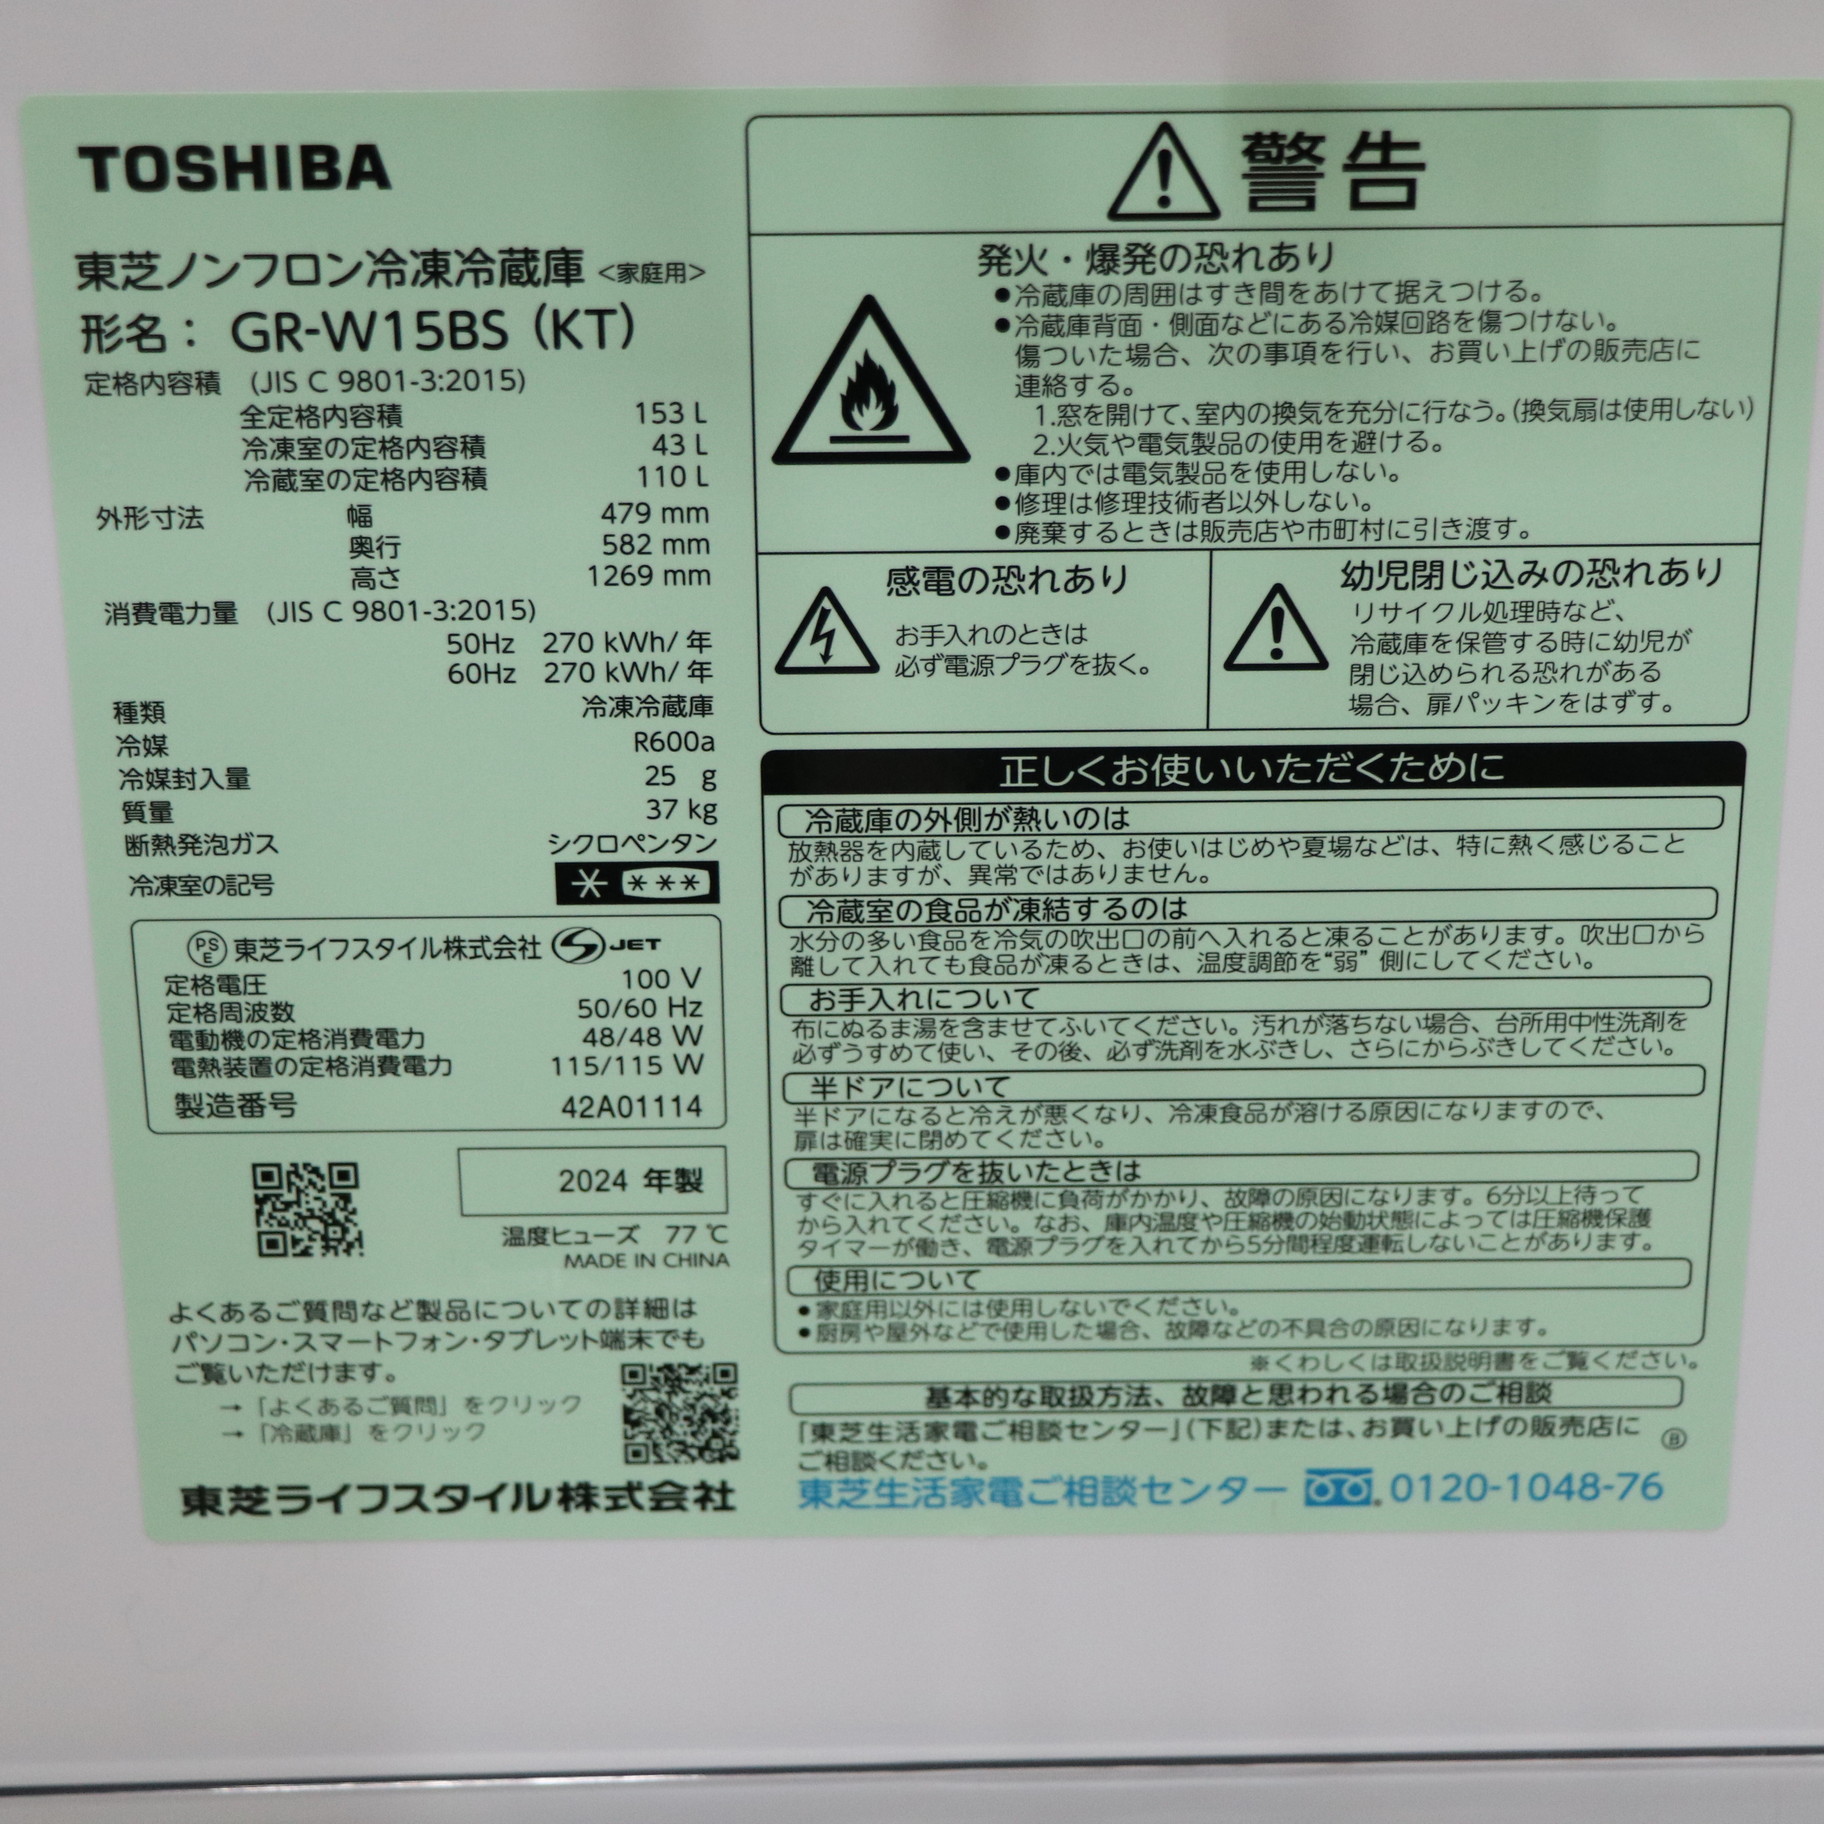 TOSHIBA
東芝ノンフロン冷凍冷蔵庫 <家庭用>
形名： GR-W15BS (KT)
定格内容積 (JIS C 9801-3:2015)
全定格内容積 153 L
冷凍室の定格内容積 43 L
冷蔵室の定格内容積 110 L
外形寸法 幅 479 mm
奥行 582 mm
高さ 1269 mm
消費電力量 (JIS C 9801-3:2015)
50Hz 270 kWh/年
60Hz 270 kWh/年
種類 冷凍冷蔵庫
冷媒 R600a
冷媒封入量 25 g
質量 37 kg
断熱発泡ガス シクロペンタン
冷凍室の記号 * ***
PSE 東芝ライフスタイル株式会社 S JET
定格電圧 100 V
定格周波数 50/60 Hz
電動機の定格消費電力 48/48 W
電熱装置の定格消費電力 115/115 W
製造番号 42A01114
2024 年製
温度ヒューズ 77 ℃
MADE IN CHINA
よくあるご質問など製品についての詳細は
パソコン・スマートフォン・タブレット端末でも
ご覧いただけます。
→「よくあるご質問」をクリック
→「冷蔵庫」をクリック
東芝ライフスタイル株式会社
警告
発火・爆発の恐れあり
●冷蔵庫の周囲はすき間をあけて据えつける。
●冷蔵庫背面・側面などにある冷媒回路を傷つけない。
傷ついた場合、次の事項を行い、お買い上げの販売店に
連絡する。
1.窓を開けて、室内の換気を充分に行なう。(換気扇は使用しない)
2.火気や電気製品の使用を避ける。
●庫内では電気製品を使用しない。
●修理は修理技術者以外しない。
●廃棄するときは販売店や市町村に引き渡す。
感電の恐れあり
お手入れのときは
必ず電源プラグを抜く。
幼児閉じ込みの恐れあり
リサイクル処理時など、
冷蔵庫を保管する時に幼児が
閉じ込められる恐れがある
場合、扉パッキンをはずす。
正しくお使いいただくために
冷蔵庫の外側が熱いのは
放熱器を内蔵しているため、お使いはじめや夏場などは、特に熱く感じること
がありますが、異常ではありません。
冷蔵室の食品が凍結するのは
水分の多い食品を冷気の吹出口の前へ入れると凍ることがあります。吹出口から
離して入れても食品が凍るときは、温度調節を“弱”側にしてください。
お手入れについて
布にぬるま湯を含ませてふいてください。汚れが落ちない場合、台所用中性洗剤を
必ずうすめて使い、その後、必ず洗剤を水ぶきし、さらにからぶきしてください。
半ドアについて
半ドアになると冷えが悪くなり、冷凍食品が溶ける原因になりますので、
扉は確実に閉めてください。
電源プラグを抜いたときは
すぐに入れると圧縮機に負荷がかかり、故障の原因になります。6分以上待って
から入れてください。なお、庫内温度や圧縮機の始動状態によっては圧縮機保護
タイマーが働き、電源プラグを入れてから5分間程度運転しないことがあります。
使用について
●家庭用以外には使用しないでください。
●厨房や屋外などで使用した場合、故障などの不具合の原因になります。
※くわしくは取扱説明書をご覧ください。
基本的な取扱方法、故障と思われる場合のご相談
「東芝生活家電ご相談センター」(下記)または、お買い上げの販売店に
ご相談ください。 Ⓑ
東芝生活家電ご相談センター 0120-1048-76